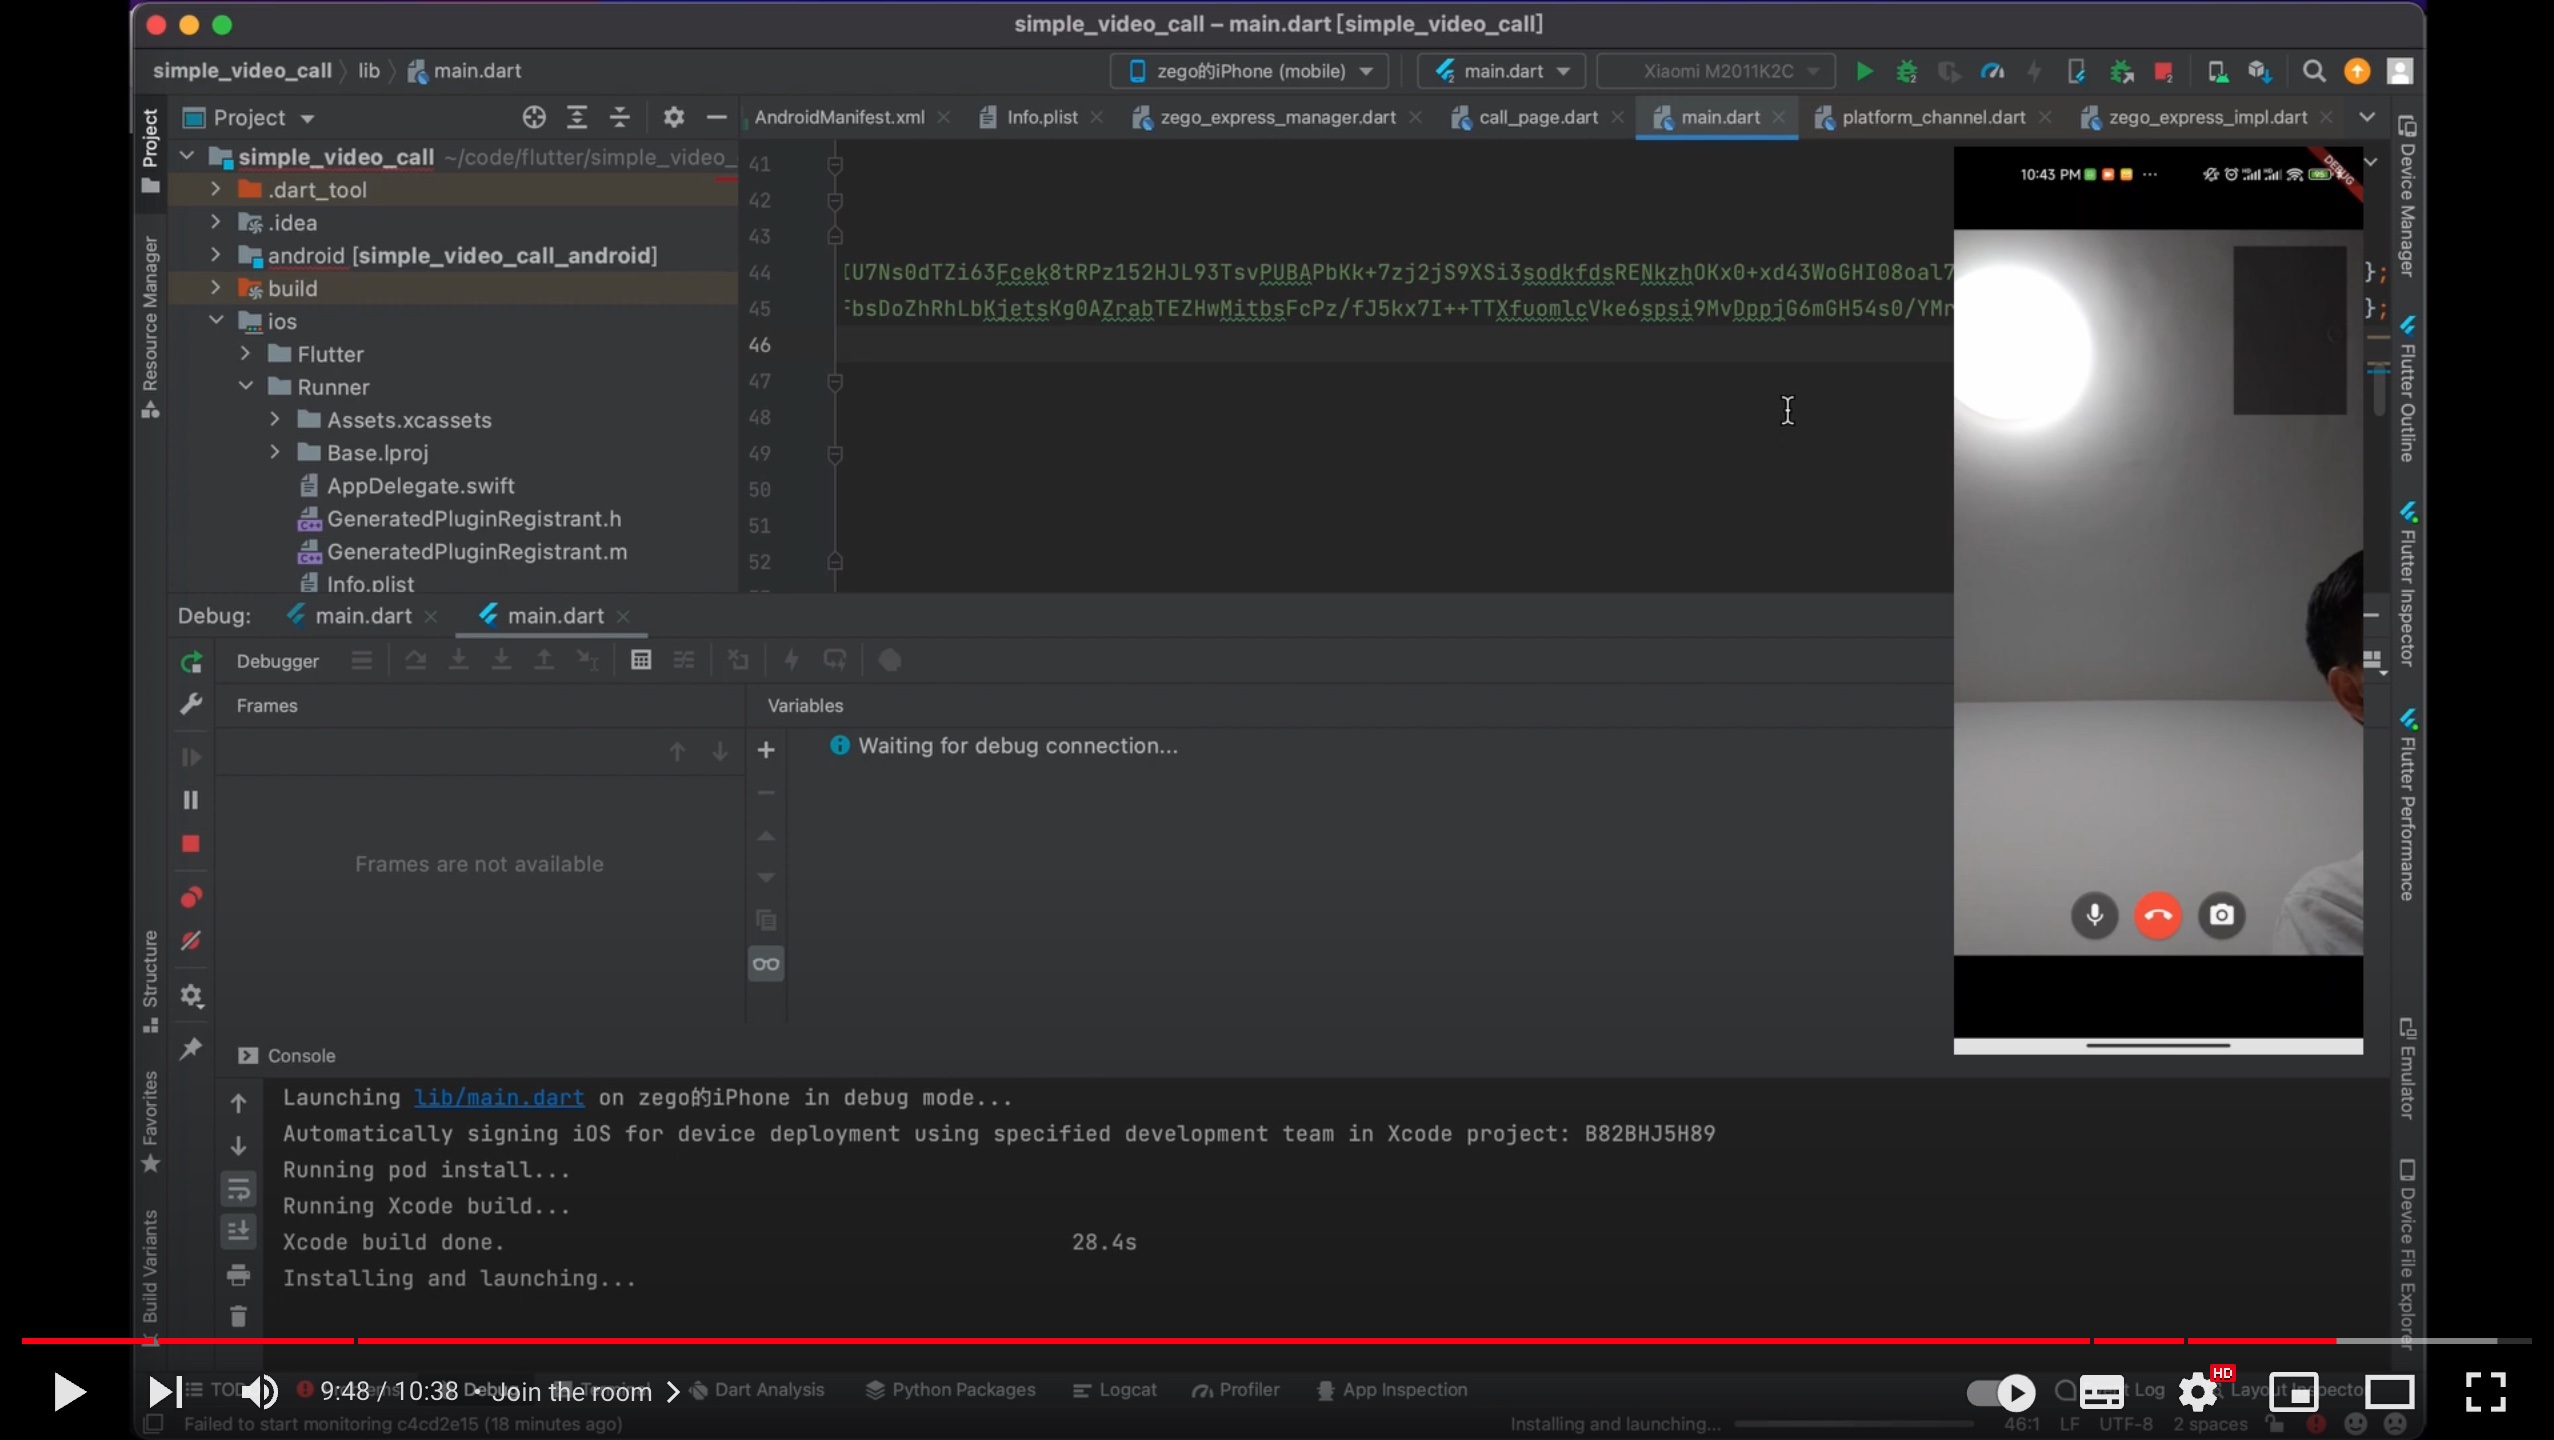 simple_video_call – main.dart [simple_video_call]
simple_video_call lib main.dart
zego的iPhone (mobile) main.dart Xiaomi M2011K2C
Project
AndroidManifest.xml Info.plist zego_express_manager.dart call_page.dart main.dart platform_channel.dart zego_express_impl.dart
simple_video_call ~/code/flutter/simple_video_
.dart_tool
.idea
android [simple_video_call_android]
build
ios
Flutter
Runner
Assets.xcassets
Base.lproj
AppDelegate.swift
GeneratedPluginRegistrant.h
GeneratedPluginRegistrant.m
Info.plist
Project
Resource Manager
Structure
Favorites
Build Variants
41
42
43
44 IU7Ns0dTZi63Fcek8tRPz152HJL93TsvPUBAPbKk+7zj2jS9XSi3sodkfdsRENkzhOKx0+xd43WoGHI08oal7 };
45 FbsDoZhRhLbKjetsKg0AZrabTEZHwMitbsFcPz/fJ5kx7I++TTXfuomlcVke6spsi9MvDppjG6mGH54s0/YMr };
46
47
48
49
50
51
52
10:43 PM
DEBUG
Device Manager
Flutter Outline
Flutter Inspector
Flutter Performance
Emulator
Device File Explorer
Debug: main.dart main.dart
Debugger
Frames
Variables
Waiting for debug connection...
Frames are not available
Console
Launching lib/main.dart on zego的iPhone in debug mode...
Automatically signing iOS for device deployment using specified development team in Xcode project: B82BHJ5H89
Running pod install...
Running Xcode build...
Xcode build done. 28.4s
Installing and launching...
9:48 / 10:38 • Join the room
HD
Dart Analysis Python Packages Logcat Profiler App Inspection
Failed to start monitoring c4cd2e15 (18 minutes ago)
Installing and launching... 46:1 LF UTF-8 2 spaces